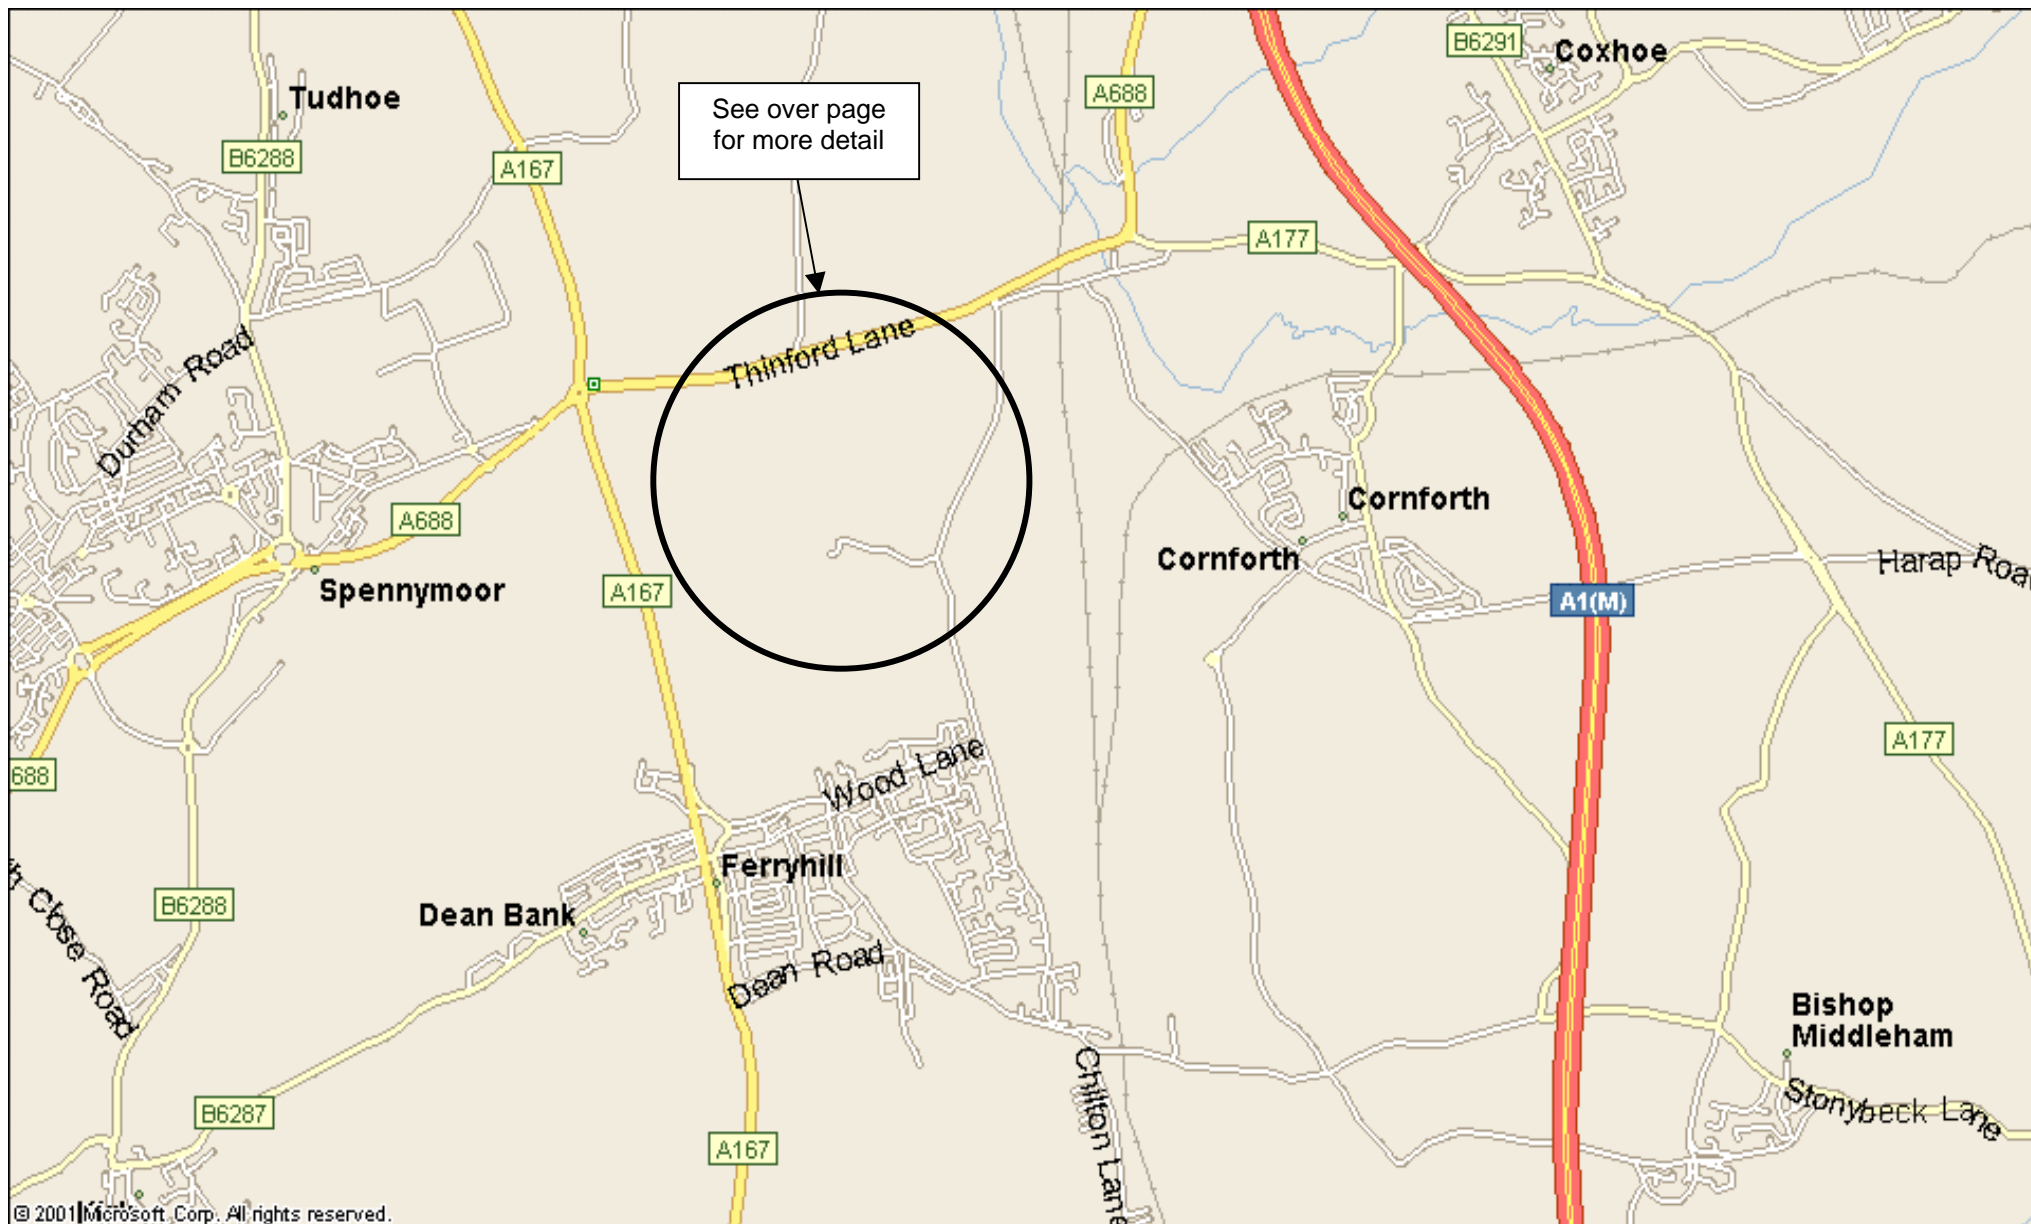 B6291
Coxhoe
Tudhoe
A688
See over page
for more detail
B6288
A167
A177
Thinford Lane
Durham Road
Cornforth
A688
Cornforth
Harap Road
Spennymoor
A167
A1(M)
A177
688
Wood Lane
Ferryhill
Close Road
B6288
Dean Bank
Dean Road
Bishop
Middleham
Chilton Lane
Stonybeck Lane
B6287
A167
© 2001 Microsoft Corp. All rights reserved.